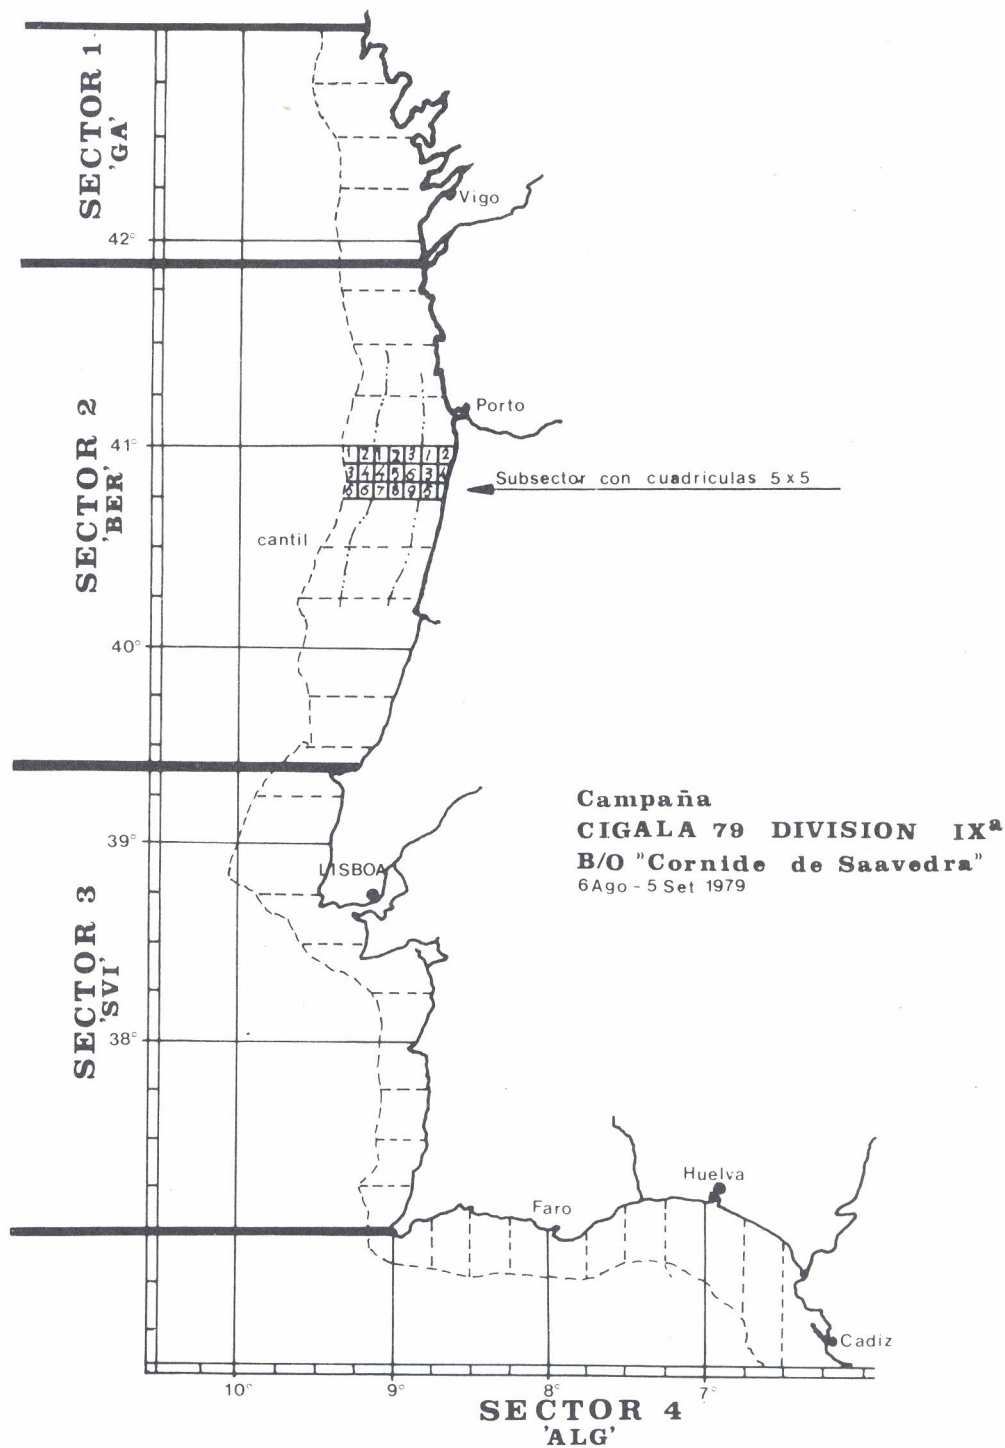 SECTOR 1
'GA'
Vigo
42°
SECTOR 2
'BER'
Porto
41°
1 2 1 2 3 1 2
3 4 4 5 6 3 4
5 6 7 8 9 5
Subsector con cuadriculas 5x5
cantil
40°
Campaña
CIGALA 79 DIVISION IXª
B/O "Cornide de Saavedra"
6 Ago - 5 Set 1979
39°
LISBOA
SECTOR 3
'SVI'
38°
Huelva
Faro
Cadiz
10° 9° 8° 7°
SECTOR 4
'ALG'